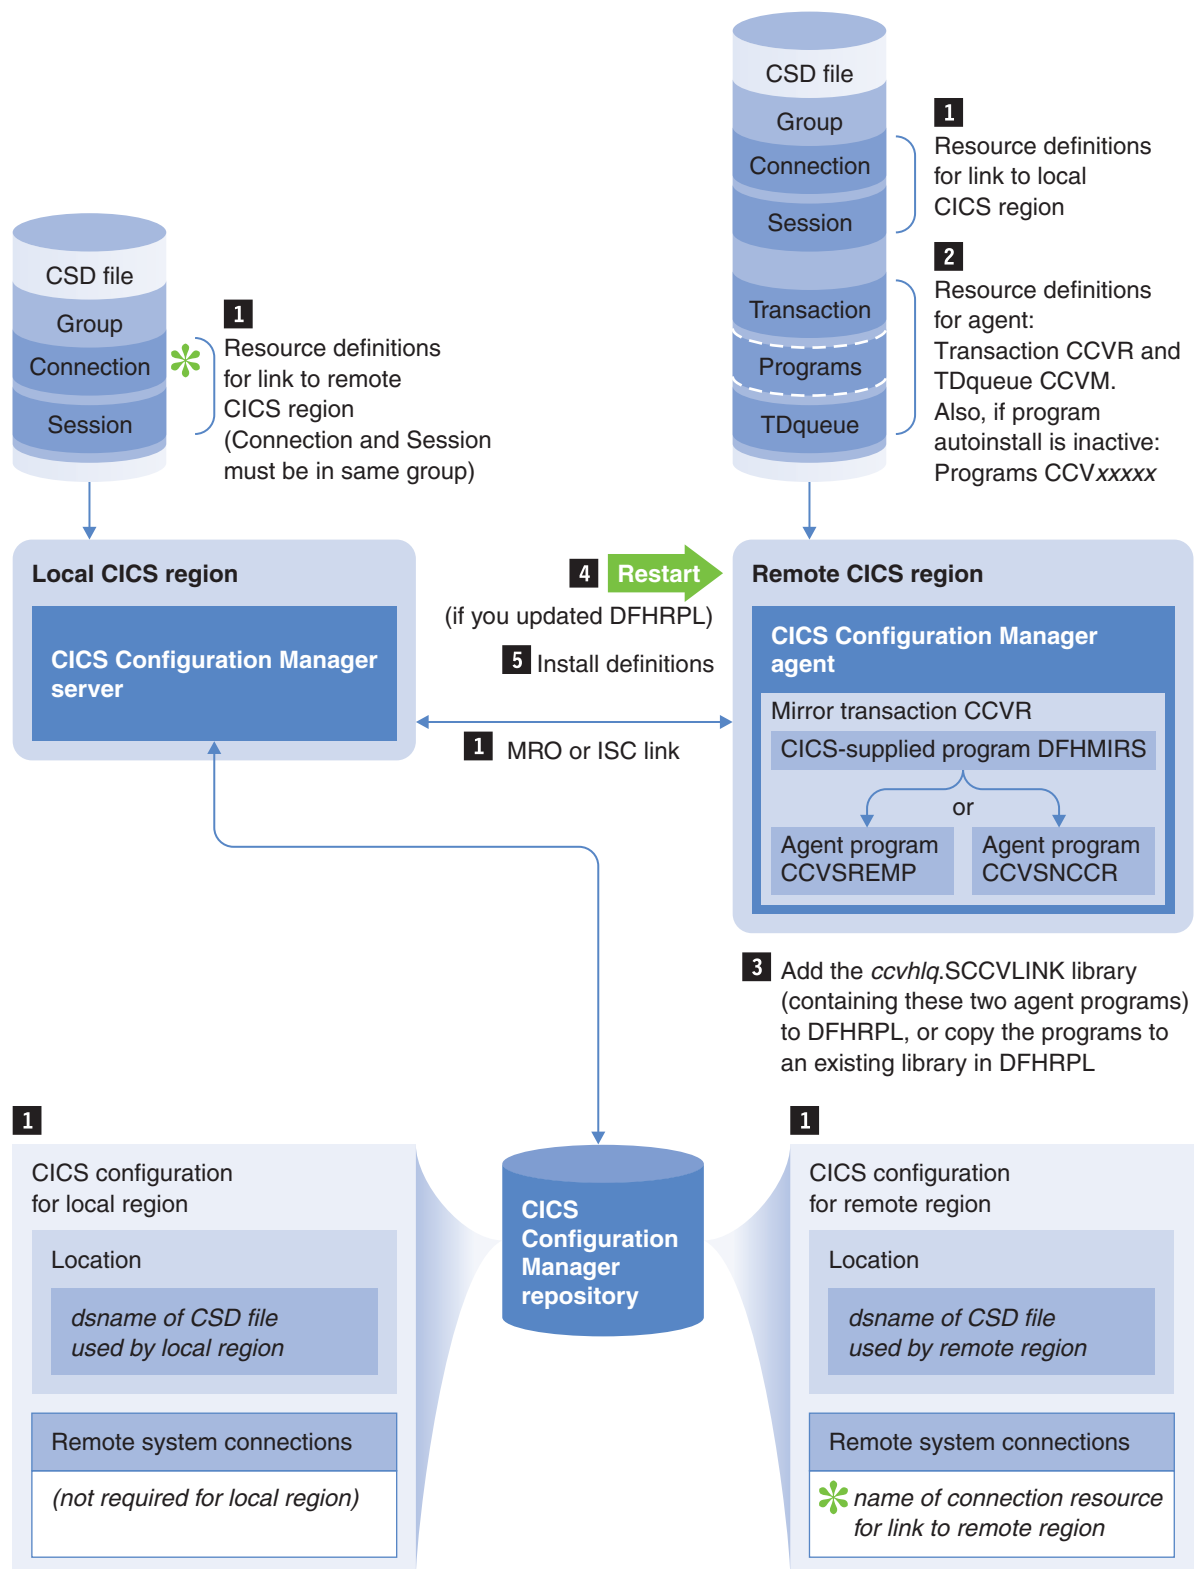 CSD file
Group
Connection
Session
Transaction
Programs
TDqueue
1
Resource definitions
for link to local
CICS region
2
Resource definitions
for agent:
Transaction CCVR and
TDqueue CCVM.
Also, if program
autoinstall is inactive:
Programs CCVxxxxx
CSD file
Group
Connection
Session
1
Resource definitions
for link to remote
CICS region
(Connection and Session
must be in same group)
Local CICS region
CICS Configuration Manager
server
4 Restart
(if you updated DFHRPL)
5 Install definitions
1 MRO or ISC link
Remote CICS region
CICS Configuration Manager
agent
Mirror transaction CCVR
CICS-supplied program DFHMIRS
or
Agent program
CCVSREMP
Agent program
CCVSNCCR
3 Add the ccvhlq.SCCVLINK library
(containing these two agent programs)
to DFHRPL, or copy the programs to
an existing library in DFHRPL
1
CICS configuration
for local region
Location
dsname of CSD file
used by local region
Remote system connections
(not required for local region)
CICS
Configuration
Manager
repository
1
CICS configuration
for remote region
Location
dsname of CSD file
used by remote region
Remote system connections
name of connection resource
for link to remote region